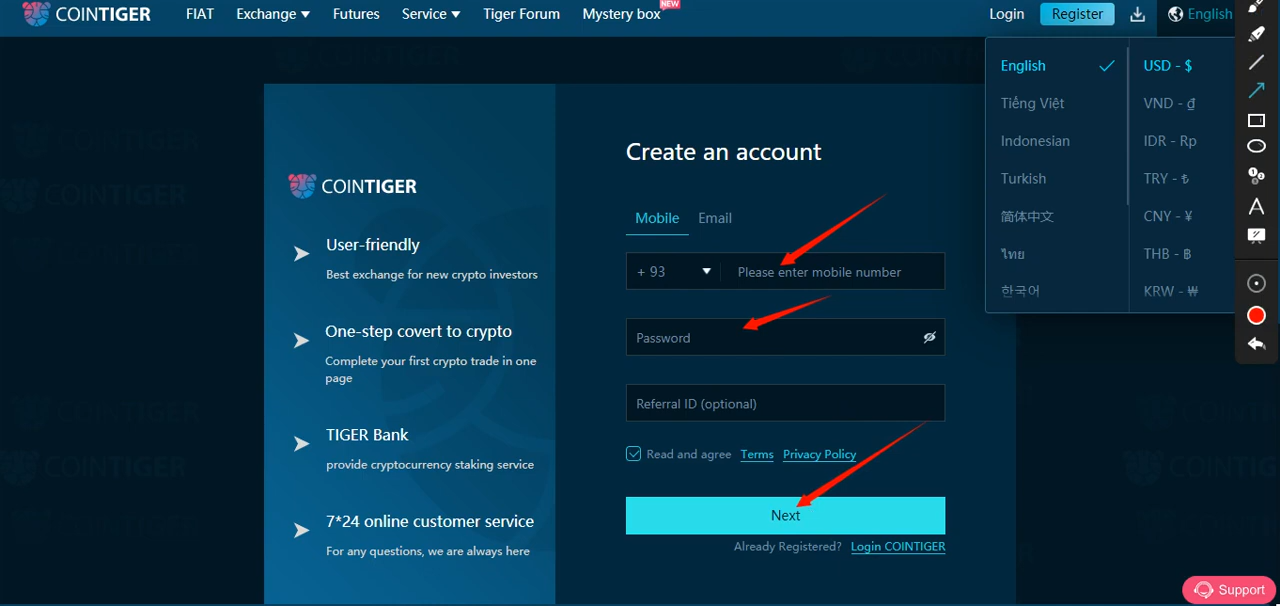 COINTIGER
FIAT
Exchange
Futures
Service
Tiger Forum
Mystery box
NEW
Login
Register
English
English
Tiếng Việt
Indonesian
Turkish
简体中文
ไทย
한국어
USD - $
VND - ₫
IDR - Rp
TRY - ₺
CNY - ¥
THB - ฿
KRW - ₩
COINTIGER
User-friendly
Best exchange for new crypto investors
One-step covert to crypto
Complete your first crypto trade in one
page
TIGER Bank
provide cryptocurrency staking service
7*24 online customer service
For any questions, we are always here
Create an account
Mobile Email
+ 93 Please enter mobile number
Password
Referral ID (optional)
Read and agree Terms Privacy Policy
Next
Already Registered? Login COINTIGER
A
Support